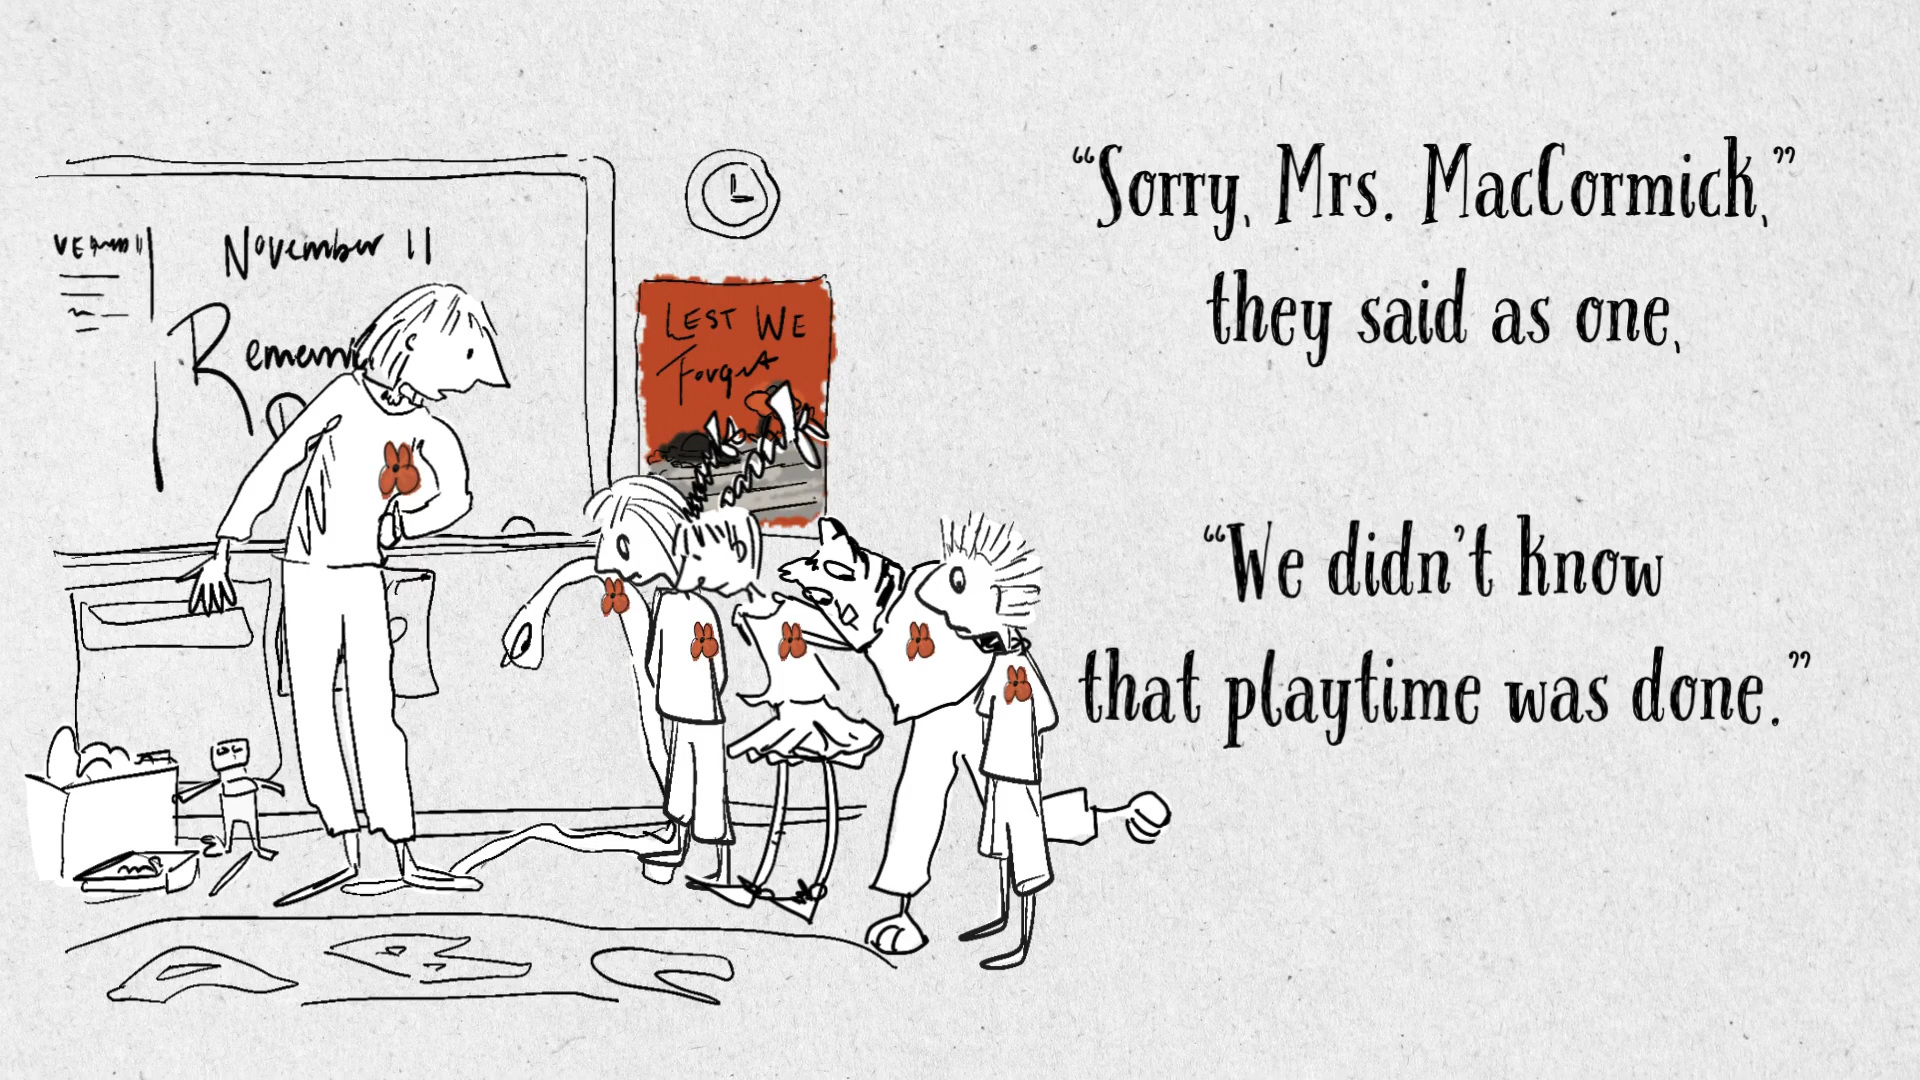 November 11
Remem
LEST WE
Forget
“Sorry, Mrs. MacCormick,”
they said as one,
“We didn’t know
that playtime was done.”